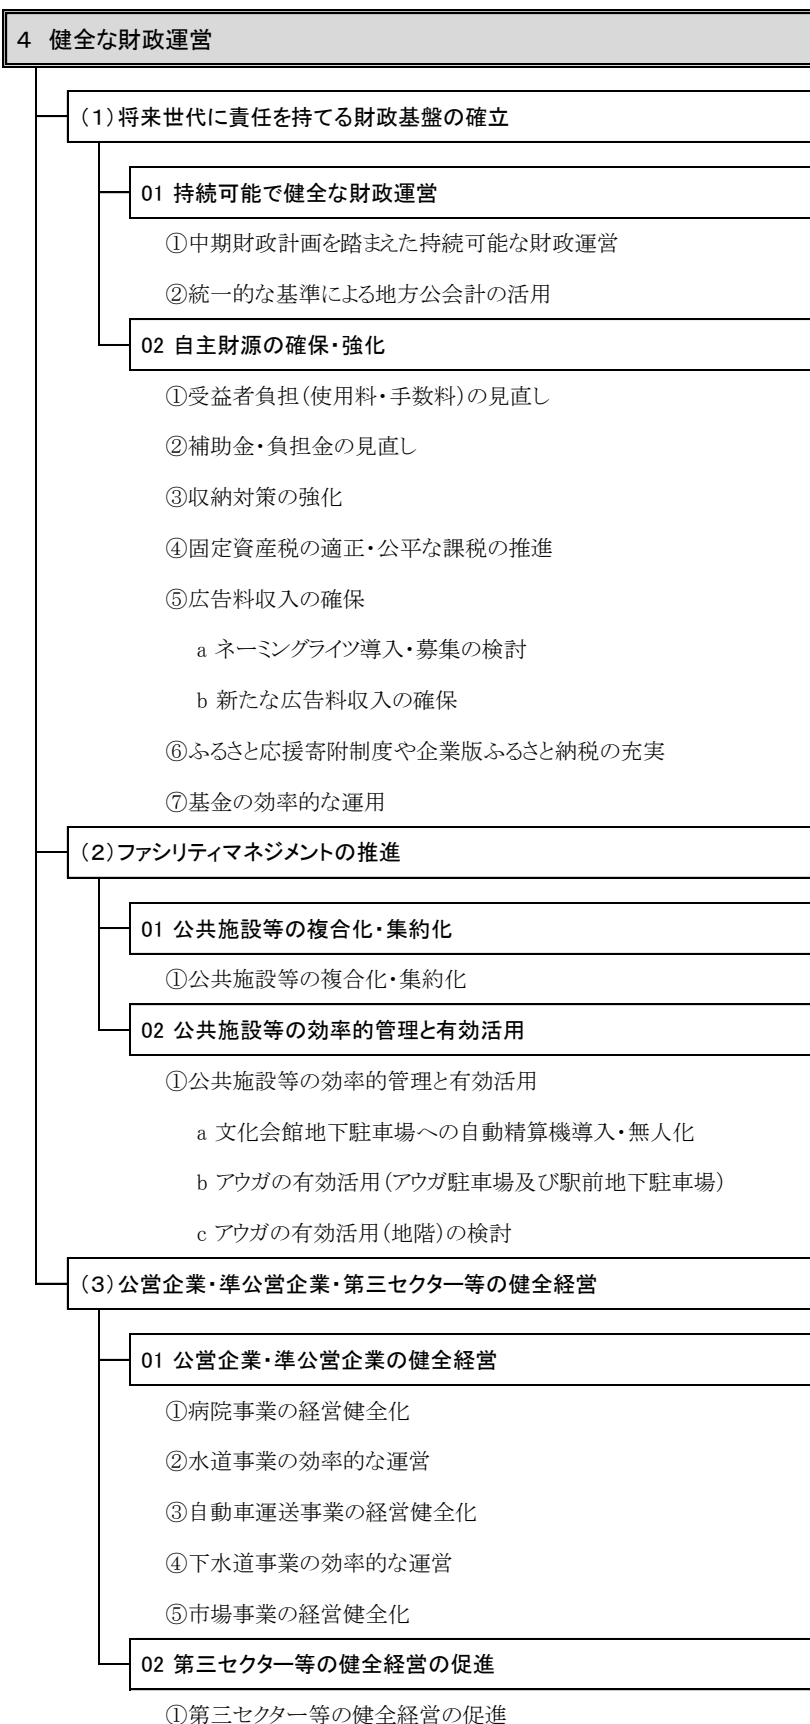 4 健全な財政運営
（1）将来世代に責任を持てる財政基盤の確立
01 持続可能で健全な財政運営
①中期財政計画を踏まえた持続可能な財政運営
②統一的な基準による地方公会計の活用
02 自主財源の確保・強化
①受益者負担（使用料・手数料）の見直し
②補助金・負担金の見直し
③収納対策の強化
④固定資産税の適正・公平な課税の推進
⑤広告料収入の確保
a ネーミングライツ導入・募集の検討
b 新たな広告料収入の確保
⑥ふるさと応援寄附制度や企業版ふるさと納税の充実
⑦基金の効率的な運用
（2）ファシリティマネジメントの推進
01 公共施設等の複合化・集約化
①公共施設等の複合化・集約化
02 公共施設等の効率的管理と有効活用
①公共施設等の効率的管理と有効活用
a 文化会館地下駐車場への自動精算機導入・無人化
b アウガの有効活用（アウガ駐車場及び駅前地下駐車場）
c アウガの有効活用（地階）の検討
（3）公営企業・準公営企業・第三セクター等の健全経営
01 公営企業・準公営企業の健全経営
①病院事業の経営健全化
②水道事業の効率的な運営
③自動車運送事業の経営健全化
④下水道事業の効率的な運営
⑤市場事業の経営健全化
02 第三セクター等の健全経営の促進
①第三セクター等の健全経営の促進